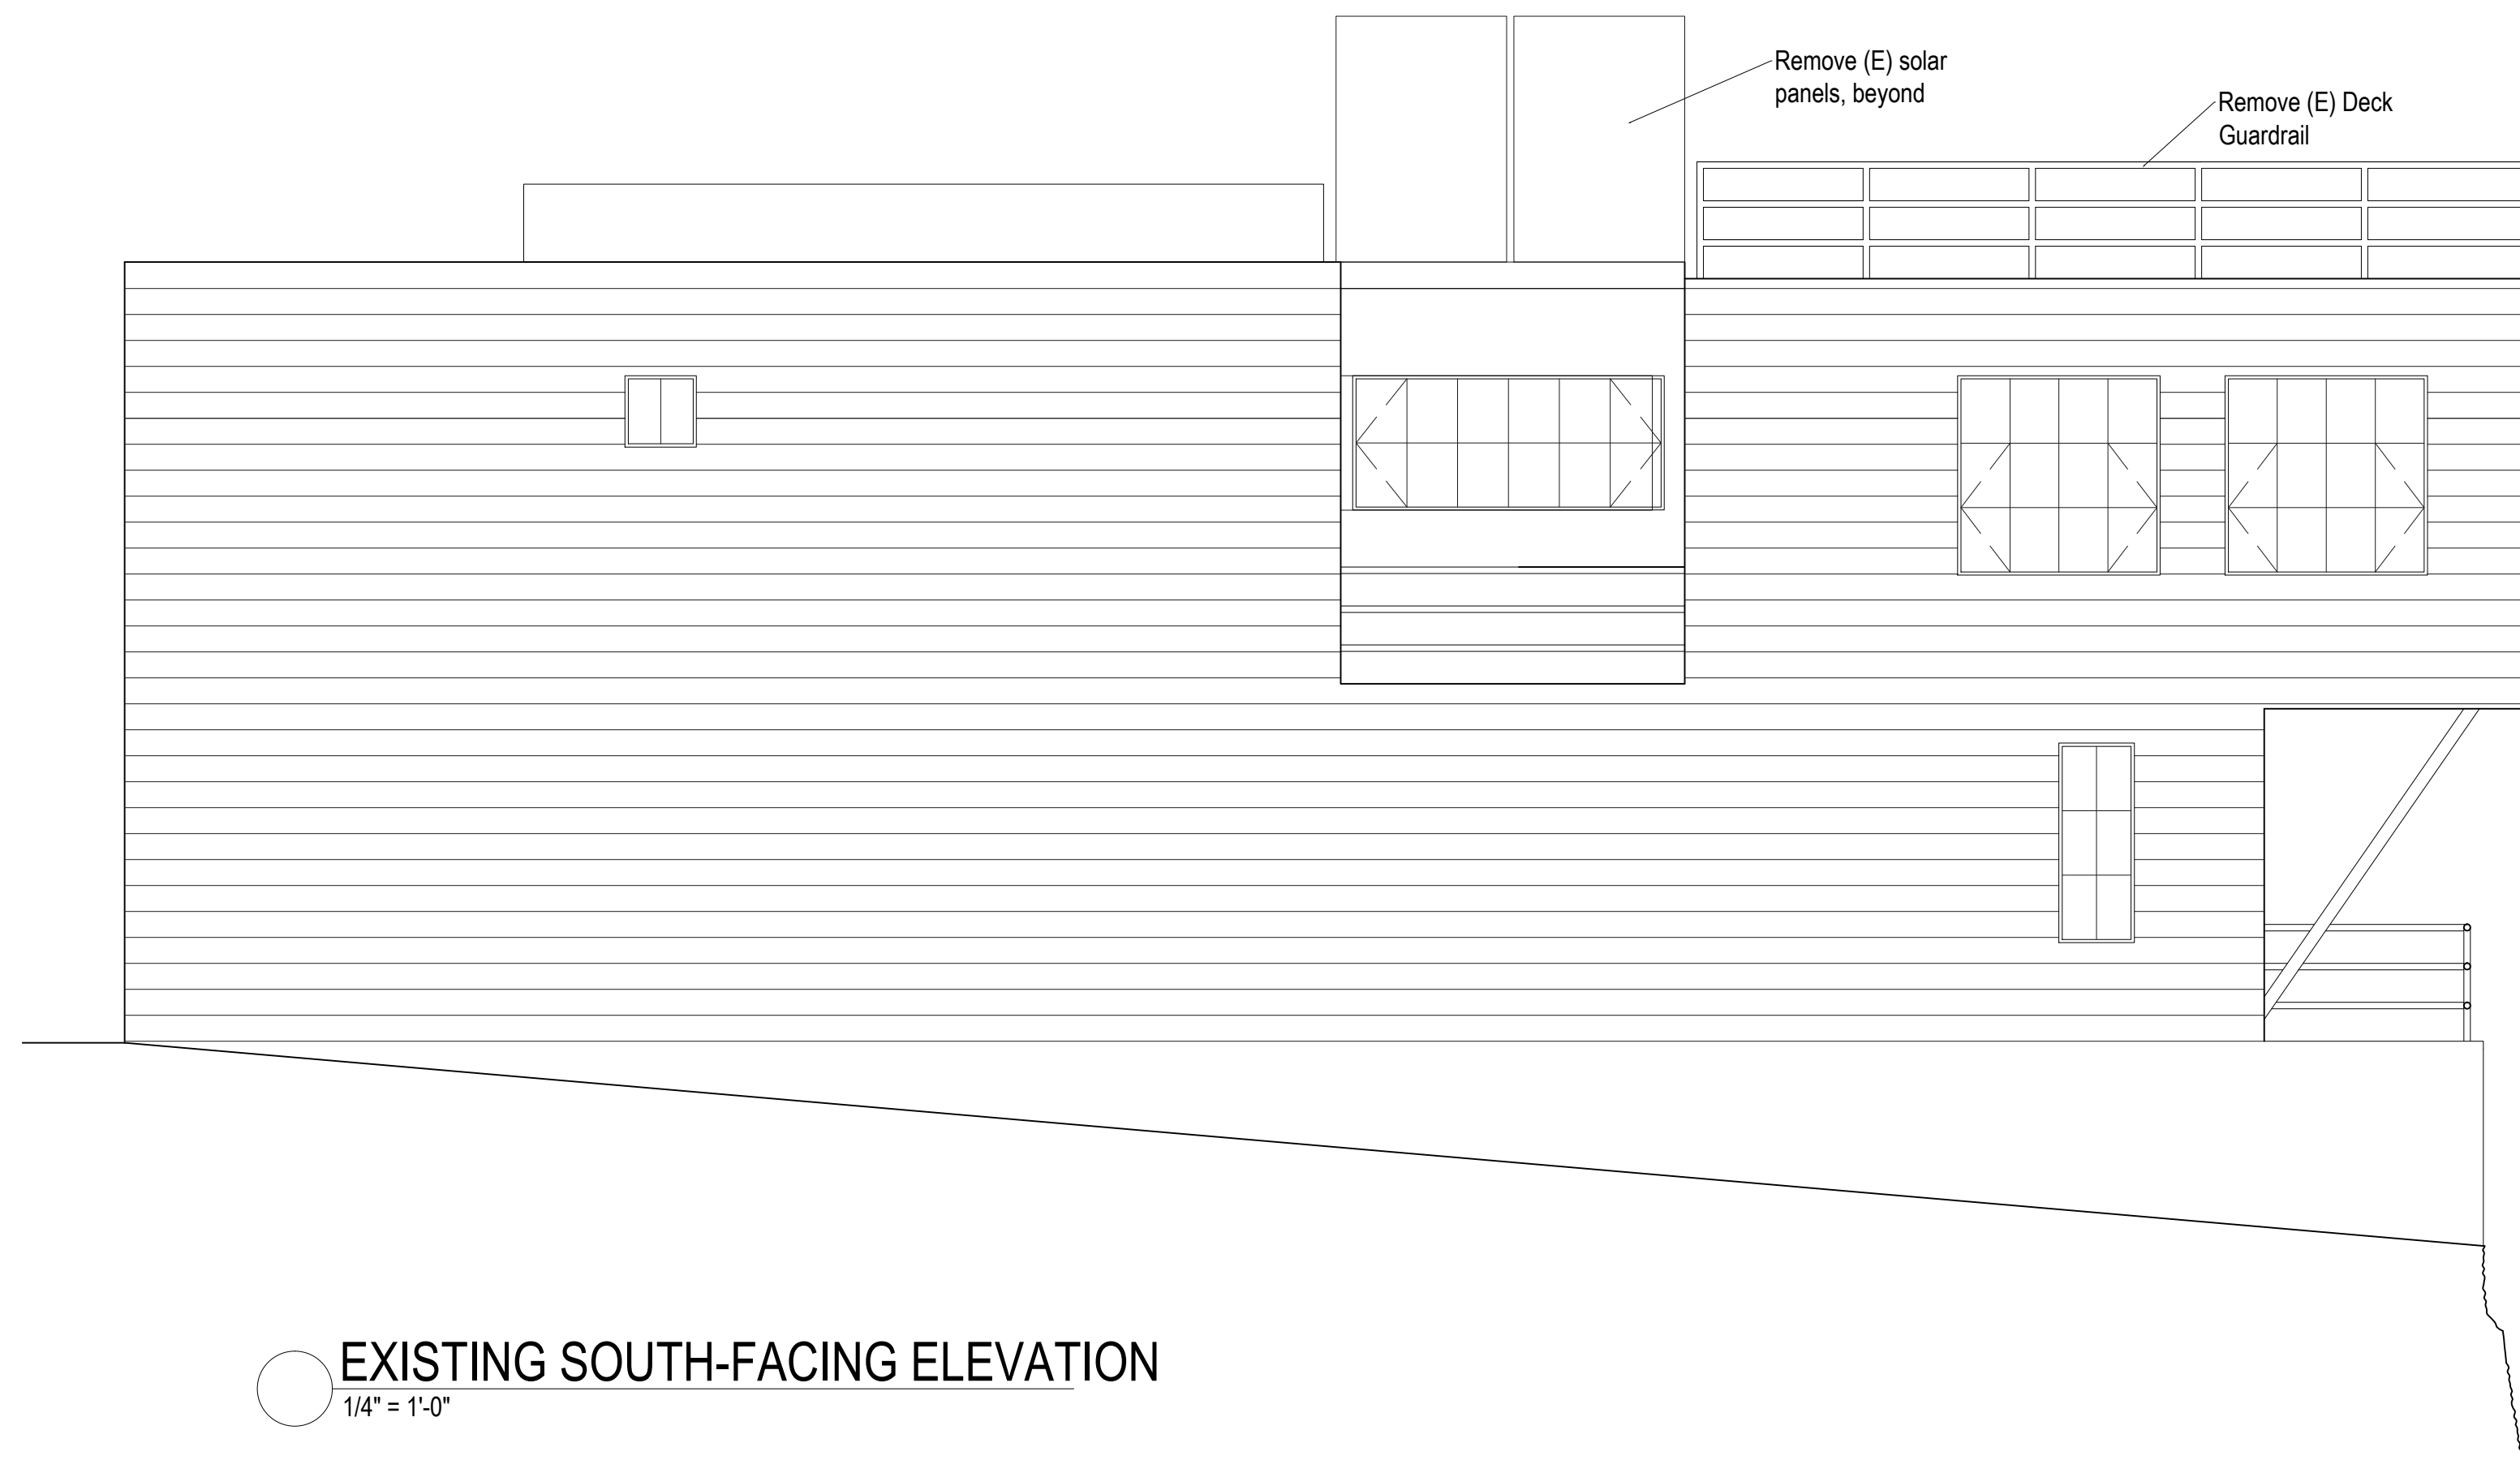 Remove (E) solar
panels, beyond
Remove (E) Deck
Guardrail
EXISTING SOUTH-FACING ELEVATION
1/4" = 1'-0"